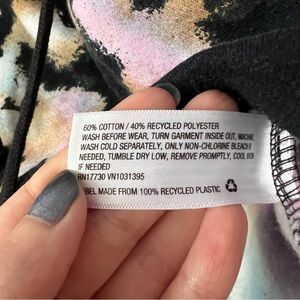 60% COTTON / 40% RECYCLED POLYESTER
WASH BEFORE WEAR, TURN GARMENT INSIDE OUT, MACHINE
WASH COLD SEPARATELY, ONLY NON-CHLORINE BLEACH
NEEDED, TUMBLE DRY LOW, REMOVE PROMPTLY, COOL
IF NEEDED
RN17730 VN1031395
LABEL MADE FROM 100% RECYCLED PLASTIC